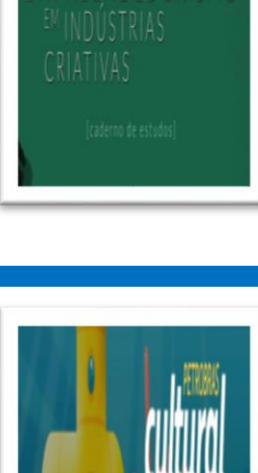 EM INDÚSTRIAS
CRIATIVAS
[caderno de estudos]
PETROBRAS
cultural